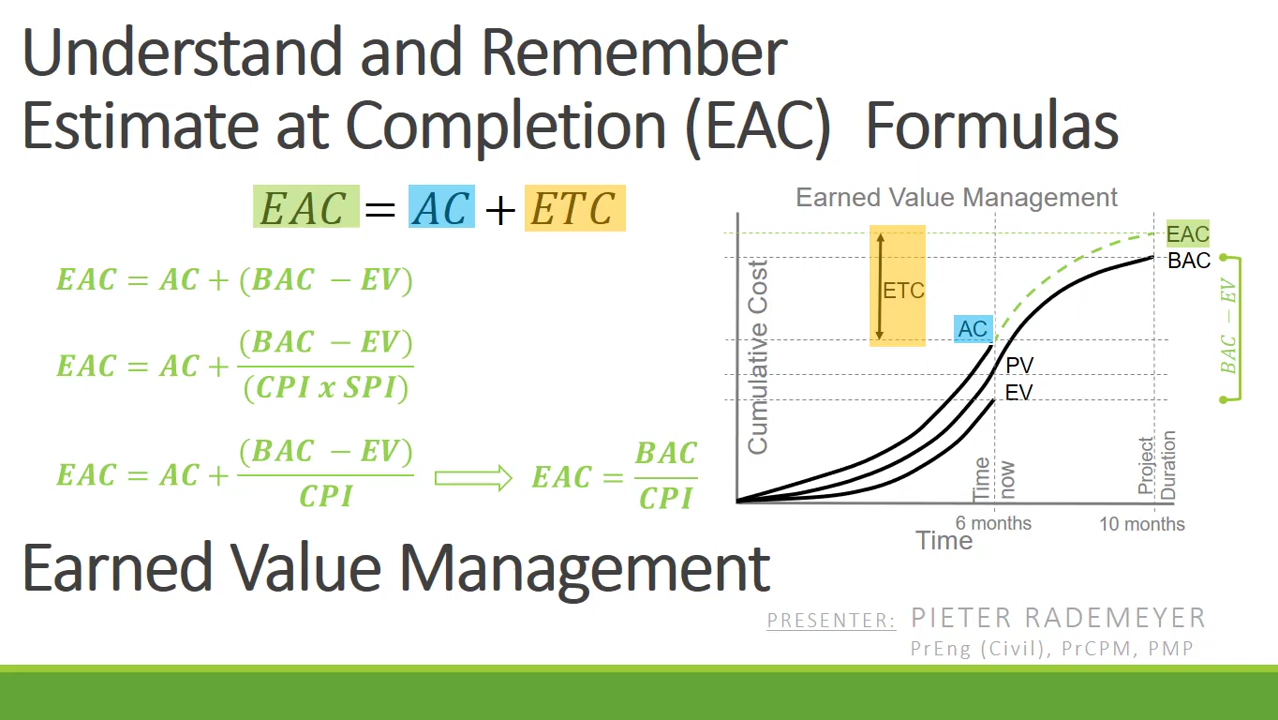 Understand and Remember
Estimate at Completion (EAC) Formulas
EAC = AC + ETC
EAC = AC + (BAC - EV)
EAC = AC + (BAC - EV) / (CPI x SPI)
EAC = AC + (BAC - EV) / CPI ⇒ EAC = BAC / CPI
Earned Value Management
EAC
BAC
ETC
AC
PV
EV
BAC - EV
Cumulative Cost
Time now
Project Duration
6 months
10 months
Time
Earned Value Management
PRESENTER: PIETER RADEMEYER
PrEng (Civil), PrCPM, PMP